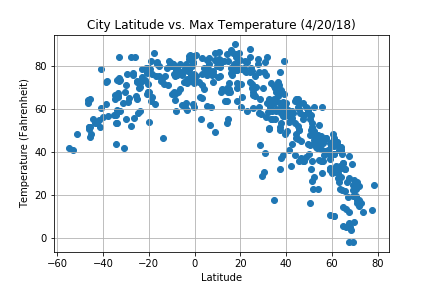 City Latitude vs. Max Temperature (4/20/18)
Temperature (Fahrenheit)
80
60
40
20
0
−60 −40 −20 0 20 40 60 80
Latitude